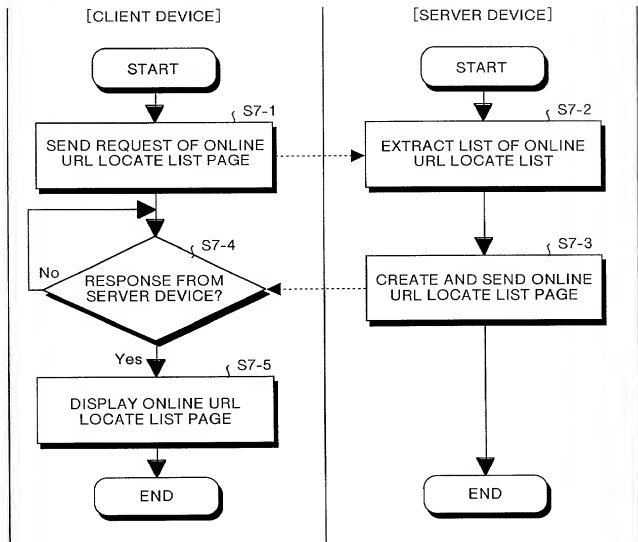 [CLIENT DEVICE]
START
S7-1
SEND REQUEST OF ONLINE
URL LOCATE LIST PAGE
S7-4
No
RESPONSE FROM
SERVER DEVICE?
Yes
S7-5
DISPLAY ONLINE URL
LOCATE LIST PAGE
END
[SERVER DEVICE]
START
S7-2
EXTRACT LIST OF ONLINE
URL LOCATE LIST
S7-3
CREATE AND SEND ONLINE
URL LOCATE LIST PAGE
END